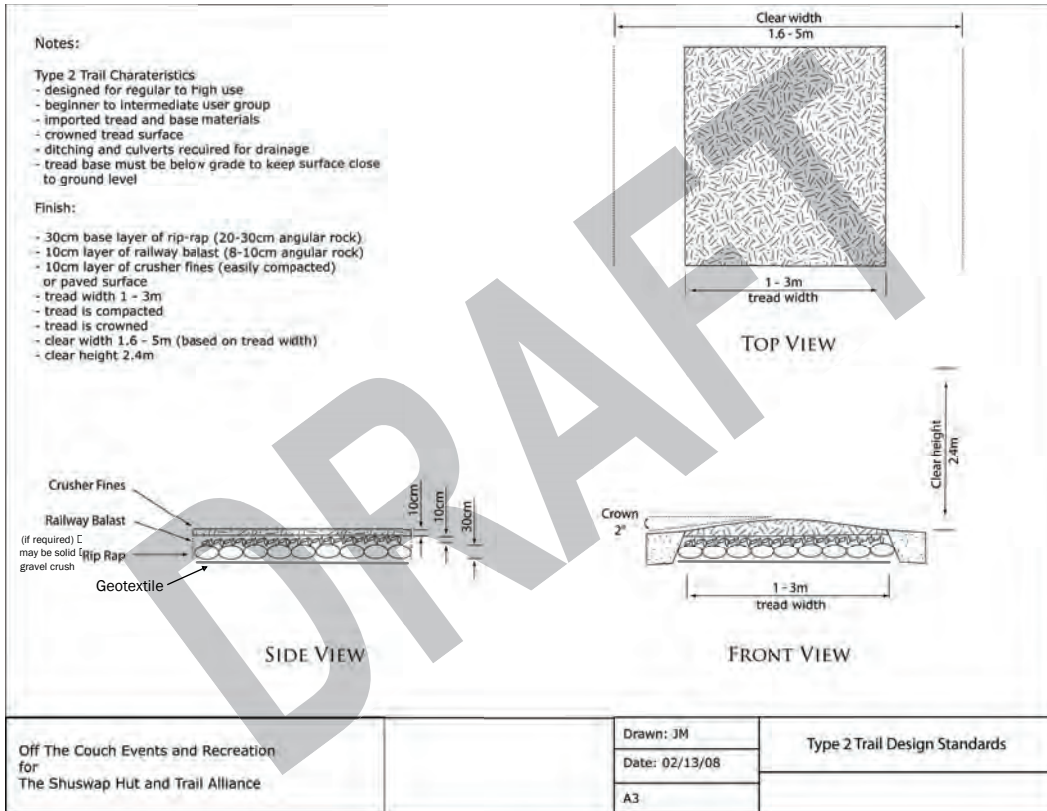 Notes:
Type 2 Trail Charateristics
- designed for regular to high use
- beginner to intermediate user group
- imported tread and base materials
- crowned tread surface
- ditching and culverts required for drainage
- tread base must be below grade to keep surface close
to ground level
Finish:
- 30cm base layer of rip-rap (20-30cm angular rock)
- 10cm layer of railway balast (8-10cm angular rock)
- 10cm layer of crusher fines (easily compacted)
or paved surface
- tread width 1 - 3m
- tread is compacted
- tread is crowned
- clear width 1.6 - 5m (based on tread width)
- clear height 2.4m
Clear width
1.6 - 5m
1 - 3m
tread width
TOP VIEW
Crusher Fines
Railway Balast
(if required)
may be solid
gravel crush
Rip Rap
Geotextile
10cm
10cm
30cm
SIDE VIEW
Clear height
2.4m
Crown
2°
1 - 3m
tread width
FRONT VIEW
DRAFT
Off The Couch Events and Recreation
for
The Shuswap Hut and Trail Alliance
Drawn: JM
Date: 02/13/08
A3
Type 2 Trail Design Standards